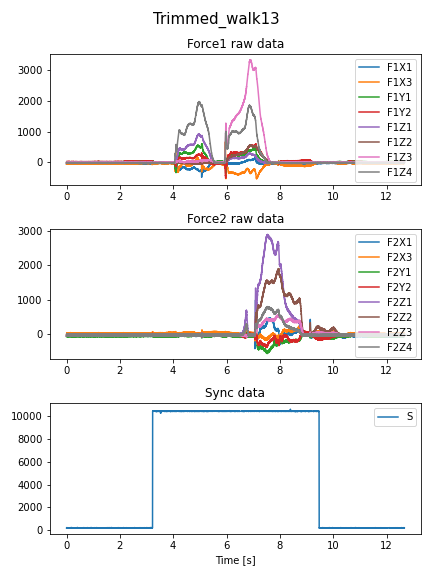 Trimmed_walk13
Force1 raw data
3000
2000
1000
0
F1X1
F1X3
F1Y1
F1Y2
F1Z1
F1Z2
F1Z3
F1Z4
0 2 4 6 8 10 12
Force2 raw data
3000
2000
1000
0
F2X1
F2X3
F2Y1
F2Y2
F2Z1
F2Z2
F2Z3
F2Z4
0 2 4 6 8 10 12
Sync data
10000
8000
6000
4000
2000
0
S
0 2 4 6 8 10 12
Time [s]